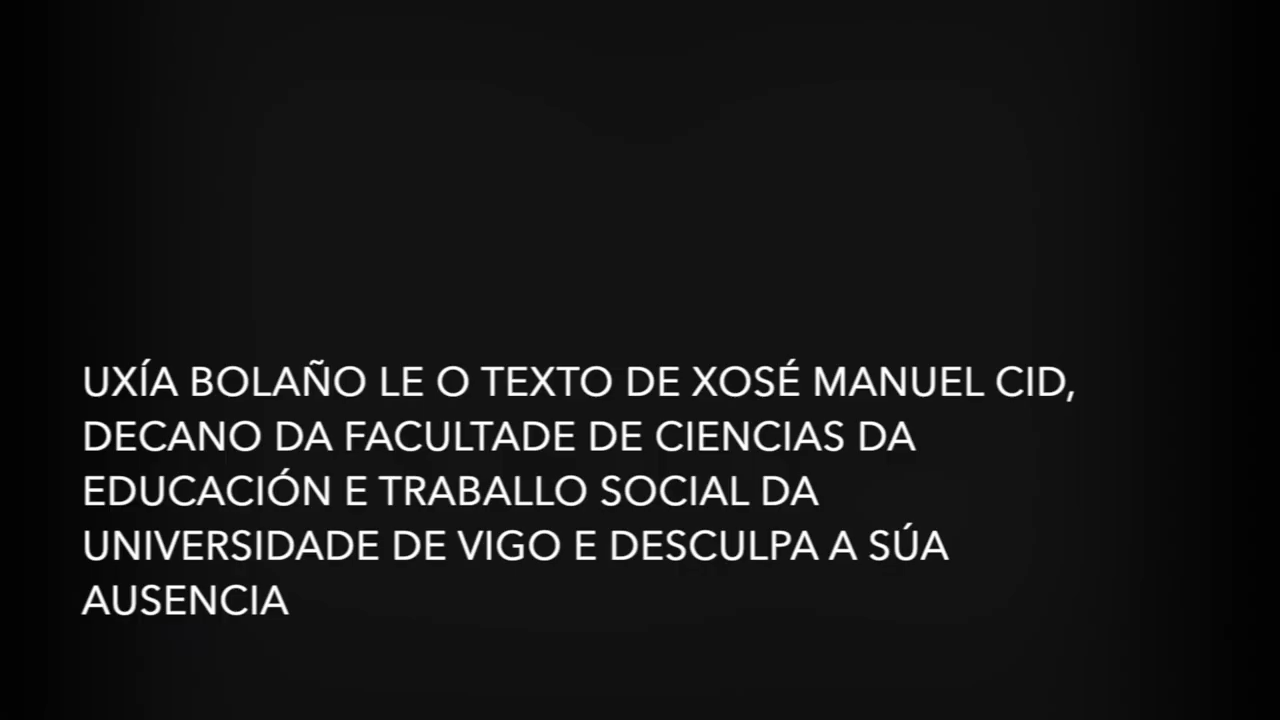 UXÍA BOLAÑO LE O TEXTO DE XOSÉ MANUEL CID,
DECANO DA FACULTADE DE CIENCIAS DA
EDUCACIÓN E TRABALLO SOCIAL DA
UNIVERSIDADE DE VIGO E DESCULPA A SÚA
AUSENCIA